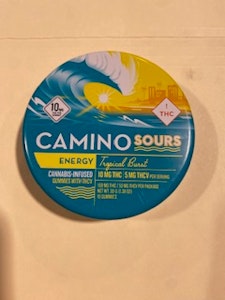 10mg
!
THC
CAMINO SOURS
ENERGY Tropical Burst
CANNABIS-INFUSED
GUMMIES WITH THCV
10 MG THC : 5 MG THCV PER SERVING